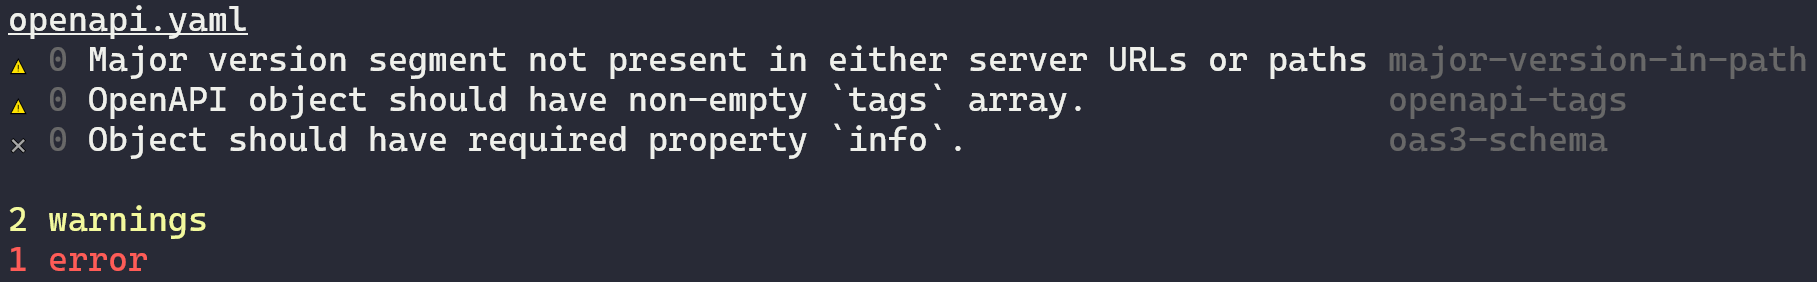 openapi.yaml
⚠ 0 Major version segment not present in either server URLs or paths major-version-in-path
⚠ 0 OpenAPI object should have non-empty `tags` array. openapi-tags
× 0 Object should have required property `info`. oas3-schema
2 warnings
1 error